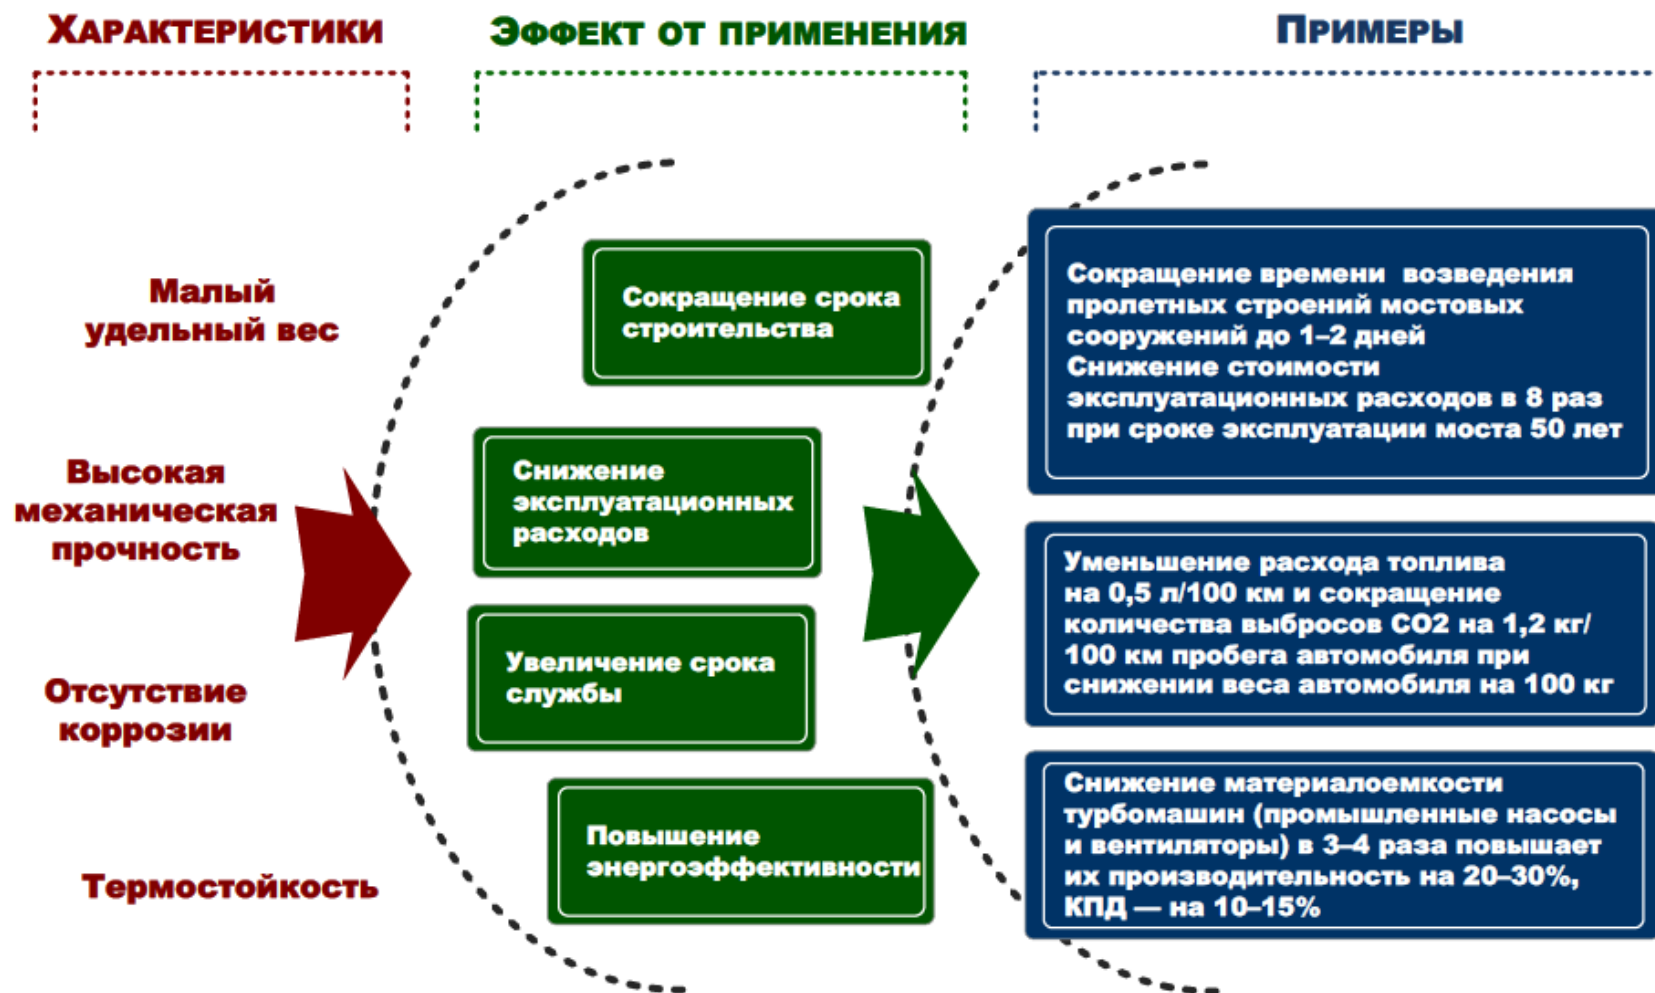 ХАРАКТЕРИСТИКИ
Малый
удельный вес
Высокая
механическая
прочность
Отсутствие
коррозии
Термостойкость
ЭФФЕКТ ОТ ПРИМЕНЕНИЯ
Сокращение срока
строительства
Снижение
эксплуатационных
расходов
Увеличение срока
службы
Повышение
энергоэффективности
ПРИМЕРЫ
Сокращение времени возведения
пролетных строений мостовых
сооружений до 1–2 дней
Снижение стоимости
эксплуатационных расходов в 8 раз
при сроке эксплуатации моста 50 лет
Уменьшение расхода топлива
на 0,5 л/100 км и сокращение
количества выбросов СО2 на 1,2 кг/
100 км пробега автомобиля при
снижении веса автомобиля на 100 кг
Снижение материалоемкости
турбомашин (промышленные насосы
и вентиляторы) в 3–4 раза повышает
их производительность на 20–30%,
КПД — на 10–15%